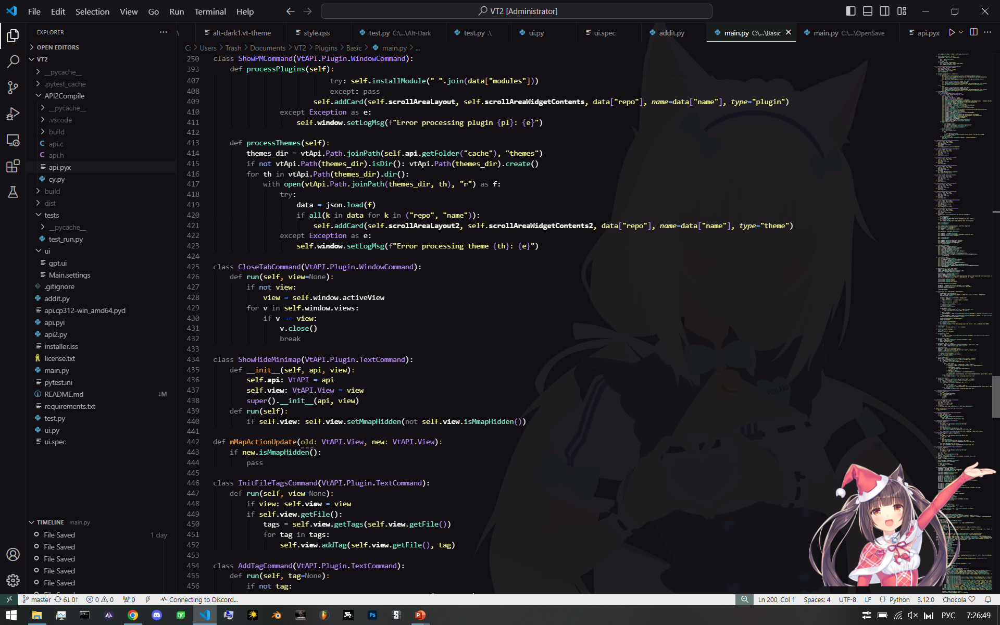 File Edit Selection View Go Run Terminal Help
VT2 [Administrator]
EXPLORER
alt-dark1.vt-theme
style.qss
test.py C:\...\Alt-Dark
test.py .\
ui.py
ui.spec
addit.py
main.py C:\...\Basic
main.py C:\...\OpenSave
api.pyx
C: > Users > Trash > Documents > VT2 > Plugins > Basic > main.py > ...
OPEN EDITORS
VT2
__pycache__
.pytest_cache
API2Compile
__pycache__
.vscode
build
C api.c
C api.h
api.pyx
cy.py
build
dist
tests
__pycache__
test_run.py
ui
gpt.ui
Main.settings
.gitignore
addit.py
api.cp312-win_amd64.pyd
api.pyi
api2.py
installer.iss
license.txt
main.py
pytest.ini
README.md ↓M
requirements.txt
test.py
ui.py
ui.spec
TIMELINE main.py
File Saved 1 day
File Saved
File Saved
File Saved
File Saved
250 class ShowPMCommand(VtAPI.Plugin.WindowCommand):
393 def processPlugins(self):
407 try: self.installModule(" ".join(data["modules"]))
408 except: pass
409 self.addCard(self.scrollAreaLayout, self.scrollAreaWidgetContents, data["repo"], name=data["name"], type="plugin")
410 except Exception as e:
411 self.window.setLogMsg(f"Error processing plugin {pl}: {e}")
412
413 def processThemes(self):
414 themes_dir = vtApi.Path.joinPath(self.api.getFolder("cache"), "themes")
415 if not vtApi.Path(themes_dir).isDir(): vtApi.Path(themes_dir).create()
416 for th in vtApi.Path(themes_dir).dir():
417 with open(vtApi.Path.joinPath(themes_dir, th), "r") as f:
418 try:
419 data = json.load(f)
420 if all(k in data for k in ("repo", "name")):
421 self.addCard(self.scrollAreaLayout2, self.scrollAreaWidgetContents2, data["repo"], name=data["name"], type="theme")
422 except Exception as e:
423 self.window.setLogMsg(f"Error processing theme {th}: {e}")
424
425 class CloseTabCommand(VtAPI.Plugin.WindowCommand):
426 def run(self, view=None):
427 if not view:
428 view = self.window.activeView
429 for v in self.window.views:
430 if v == view:
431 v.close()
432 break
433
434 class ShowHideMinimap(VtAPI.Plugin.TextCommand):
435 def __init__(self, api, view):
436 self.api: VtAPI = api
437 self.view: VtAPI.View = view
438 super().__init__(api, view)
439 def run(self):
440 if self.view: self.view.setMmapHidden(not self.view.isMmapHidden())
441
442 def mMapActionUpdate(old: VtAPI.View, new: VtAPI.View):
443 if new.isMmapHidden():
444 pass
445
446 class InitFileTagsCommand(VtAPI.Plugin.TextCommand):
447 def run(self, view=None):
448 if view: self.view = view
449 if self.view.getFile():
450 tags = self.view.getTags(self.view.getFile())
451 for tag in tags:
452 self.view.addTag(self.view.getFile(), tag)
453
454 class AddTagCommand(VtAPI.Plugin.TextCommand):
455 def run(self, tag=None):
456 if not tag:
Vanilla
master 6↓ 0↑ 0 0 0 Connecting to Discord...
Ln 200, Col 1 Spaces: 4 UTF-8 LF { } Python 3.12.0 Chocola ♡
QC
Ps
РУС 7:26:49